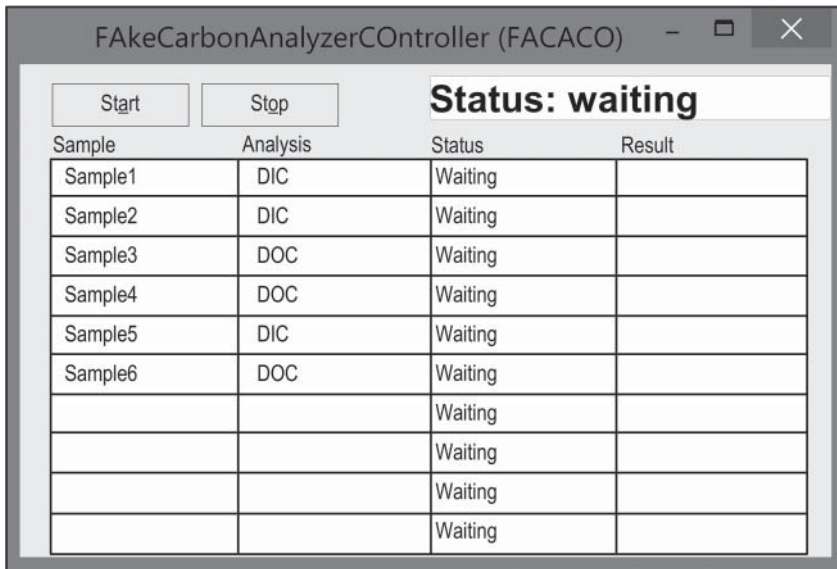 FAkeCarbonAnalyzerCOntroller (FACACO)
Start Stop Status: waiting
Sample Analysis Status Result
Sample1 DIC Waiting
Sample2 DIC Waiting
Sample3 DOC Waiting
Sample4 DOC Waiting
Sample5 DIC Waiting
Sample6 DOC Waiting
Waiting
Waiting
Waiting
Waiting